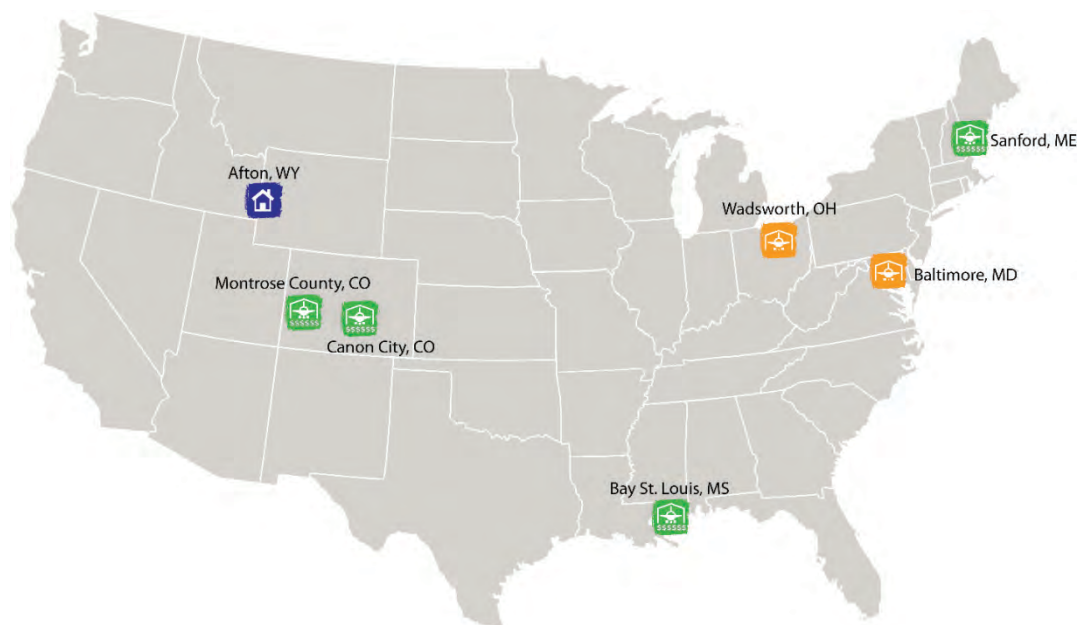 Sanford, ME
Afton, WY
Wadsworth, OH
Baltimore, MD
Montrose County, CO
$$$$$$
$$$$$$
Canon City, CO
Bay St. Louis, MS
$$$$$$
$$$$$$